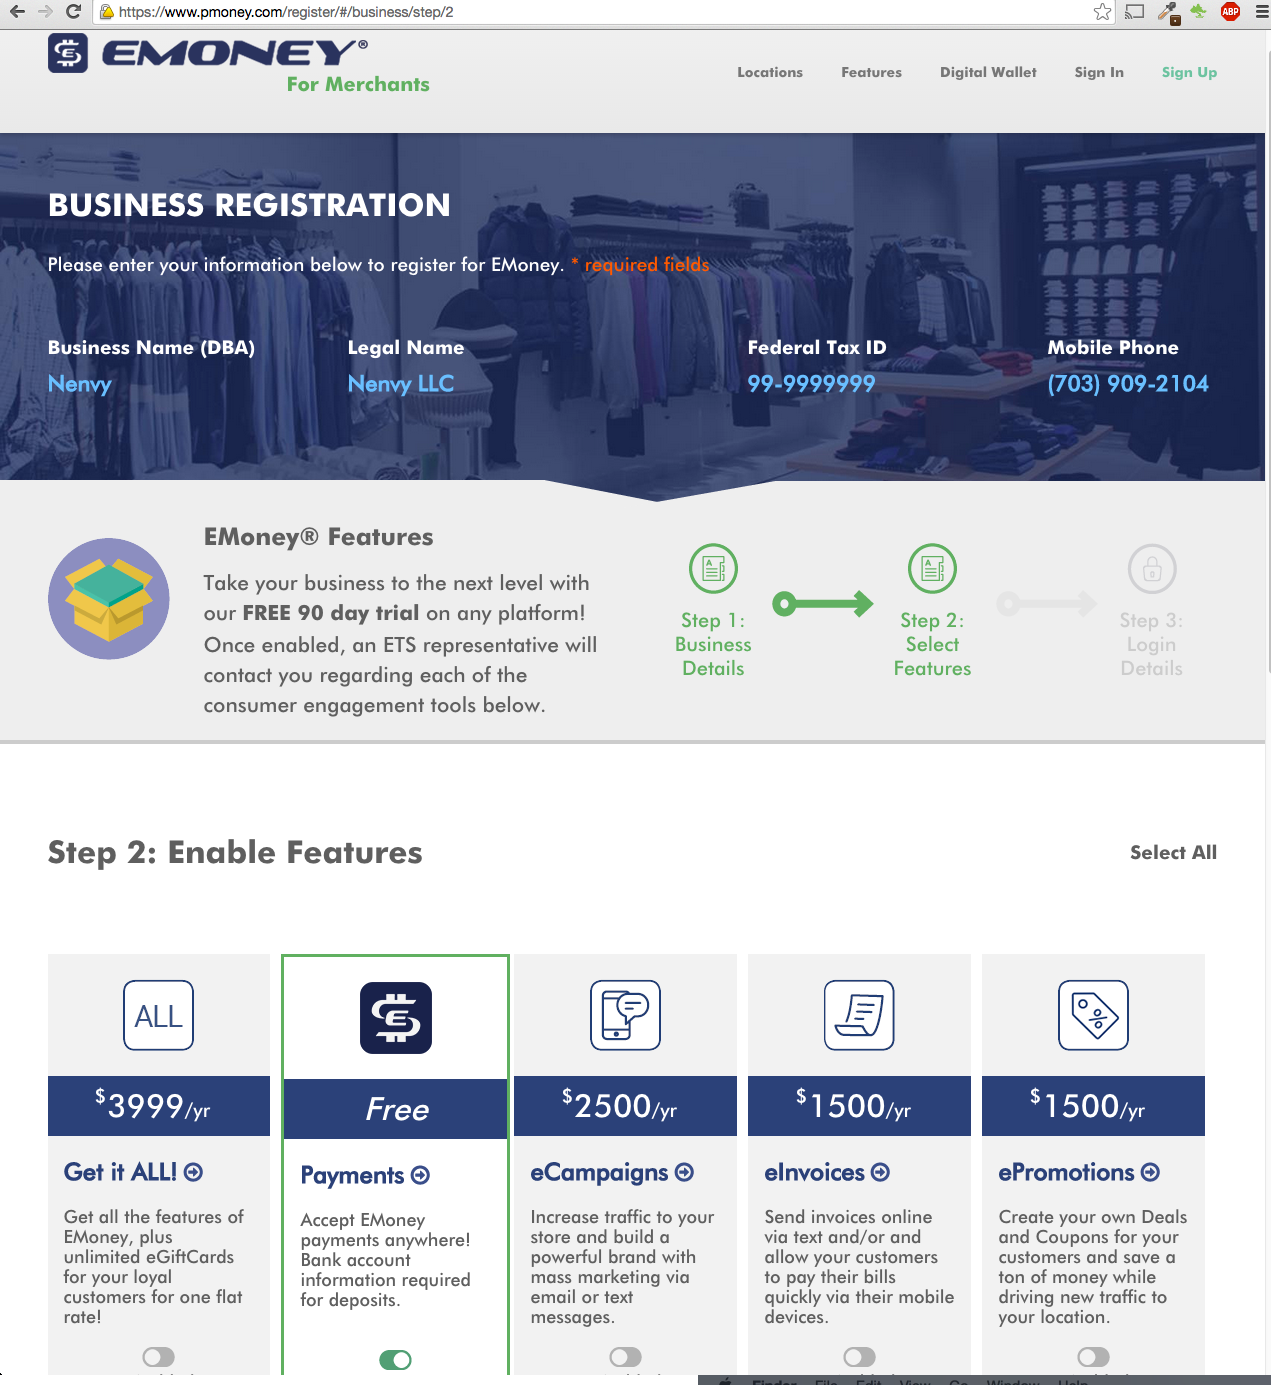 https://www.pmoney.com/register/#/business/step/2
ABP
EMONEY®
For Merchants
Locations Features Digital Wallet Sign In Sign Up
BUSINESS REGISTRATION
Please enter your information below to register for EMoney. * required fields
Business Name (DBA) Legal Name Federal Tax ID Mobile Phone
Nenvy Nenvy LLC 99-9999999 (703) 909-2104
EMoney® Features
Take your business to the next level with
our FREE 90 day trial on any platform!
Once enabled, an ETS representative will
contact you regarding each of the
consumer engagement tools below.
Step 1:
Business
Details
Step 2:
Select
Features
Step 3:
Login
Details
Step 2: Enable Features
Select All
ALL
$3999/yr
Get it ALL!
Get all the features of
EMoney, plus
unlimited eGiftCards
for your loyal
customers for one flat
rate!
Free
Payments
Accept EMoney
payments anywhere!
Bank account
information required
for deposits.
$2500/yr
eCampaigns
Increase traffic to your
store and build a
powerful brand with
mass marketing via
email or text
messages.
$1500/yr
eInvoices
Send invoices online
via text and/or and
allow your customers
to pay their bills
quickly via their mobile
devices.
$1500/yr
ePromotions
Create your own Deals
and Coupons for your
customers and save a
ton of money while
driving new traffic to
your location.
Finder File Edit View Go Window Help